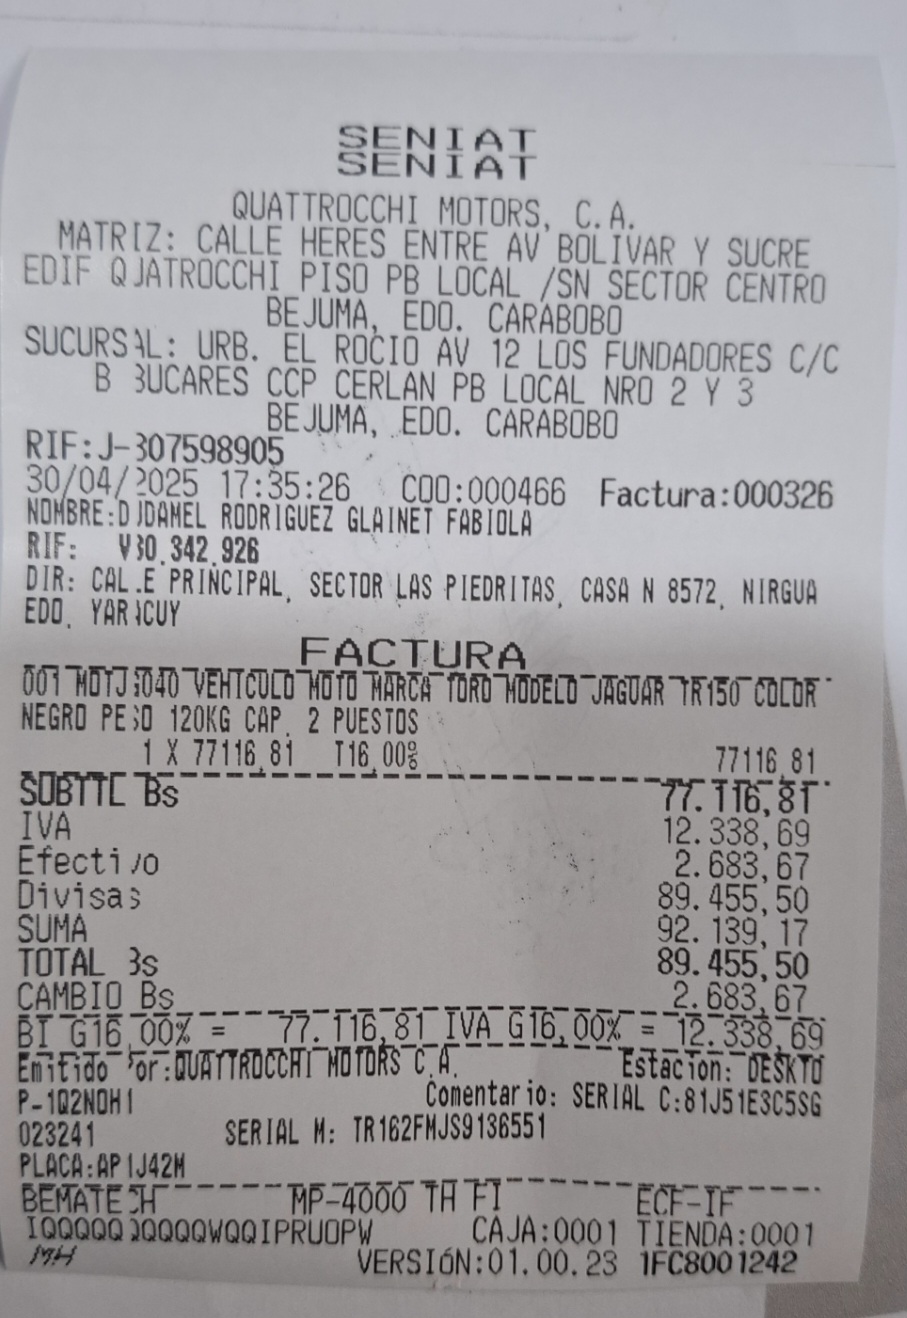 SENIAT
SENIAT
QUATTROCCHI MOTORS, C.A.
MATRIZ: CALLE HERES ENTRE AV BOLIVAR Y SUCRE
EDIF QUATROCCHI PISO PB LOCAL /SN SECTOR CENTRO
BEJUMA, EDO. CARABOBO
SUCURSAL: URB. EL ROCIO AV 12 LOS FUNDADORES C/C
B BUCARES CCP CERLAN PB LOCAL NRO 2 Y 3
BEJUMA, EDO. CARABOBO
RIF:J-307598905
30/04/2025 17:35:26 COO:000466 Factura:000326
NOMBRE: RODRIGUEZ GLAINET FABIOLA
RIF: V30.342.926
DIR: CALLE PRINCIPAL, SECTOR LAS PIEDRITAS, CASA N 8572, NIRGUA
EDO. YARACUY
FACTURA
001 VEHICULO MOTO MARCA TORO MODELO JAGUAR TR150 COLOR
NEGRO PESO 120KG CAP. 2 PUESTOS
1 X 77116,81 T16,00% 77116,81
SUBTTL Bs 77.116,81
IVA 12.338,69
Efectivo 2.683,67
Divisas 89.455,50
SUMA 92.139,17
TOTAL Bs 89.455,50
CAMBIO Bs 2.683,67
BI G16,00% = 77.116,81 IVA G16,00% = 12.338,69
Emitido Por:QUATTROCCHI MOTORS C.A. Estacion: DESKTO
P-1Q2NOHI Comentario: SERIAL C:81J51E3C5SG
023241 SERIAL M: TR162FMJS9136551
PLACA:
BEMATECH MP-4000 TH FI ECF-IF
CAJA:0001 TIENDA:0001
VERSIÓN:01.00.23 1FC8001242